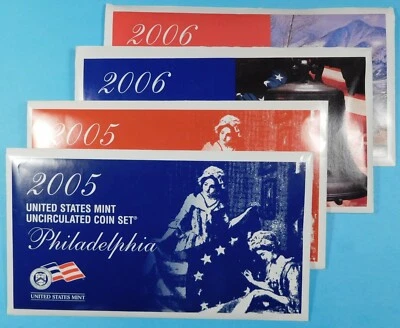 2006
2006
2005
2005
UNITED STATES MINT
UNCIRCULATED COIN SET®
Philadelphia
UNITED STATES MINT